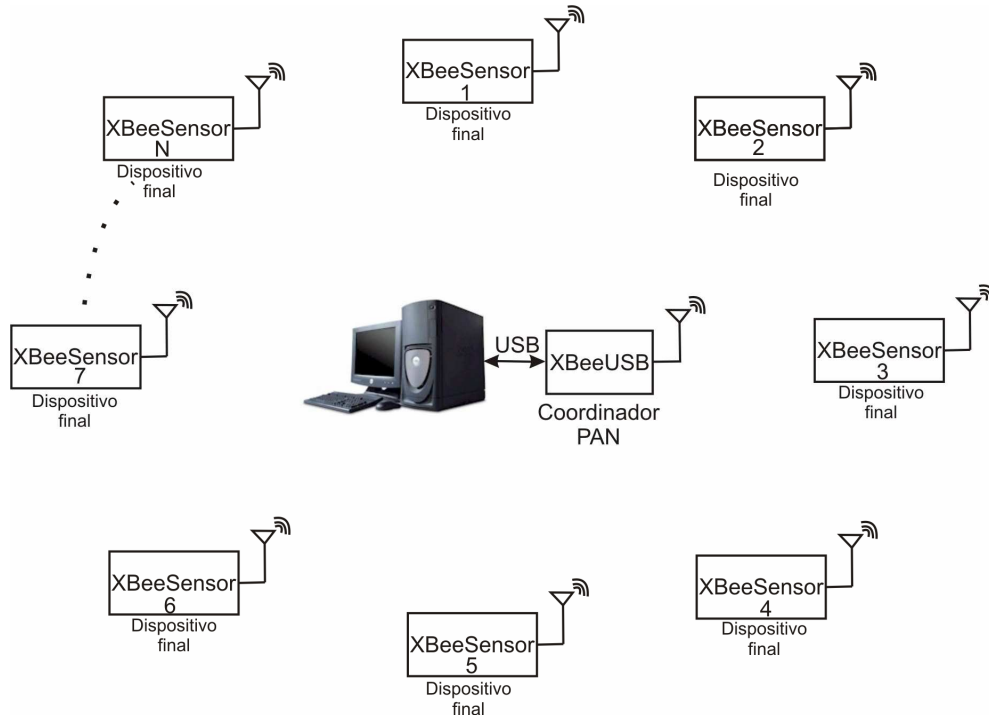 XBeeSensor
1
Dispositivo
final
XBeeSensor
N
Dispositivo
final
XBeeSensor
2
Dispositivo
final
XBeeSensor
7
Dispositivo
final
USB
XBeeUSB
Coordinador
PAN
XBeeSensor
3
Dispositivo
final
XBeeSensor
6
Dispositivo
final
XBeeSensor
5
Dispositivo
final
XBeeSensor
4
Dispositivo
final